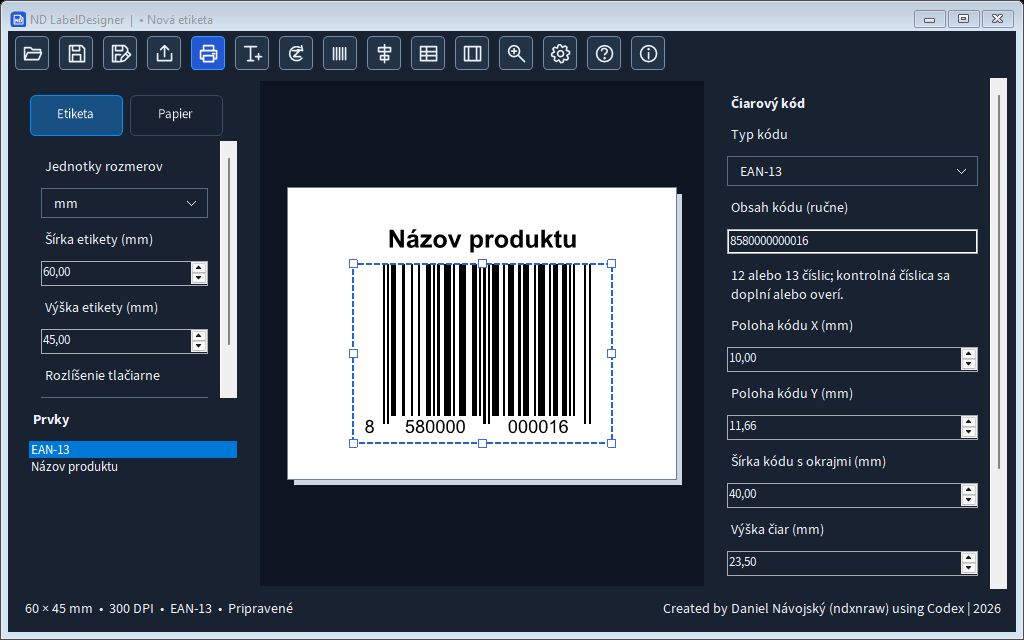 ND LabelDesigner | • Nová etiketa
Etiketa
Papier
Jednotky rozmerov
mm
Šírka etikety (mm)
60,00
Výška etikety (mm)
45,00
Rozlíšenie tlačiarne
Prvky
EAN-13
Názov produktu
Názov produktu
8 580000 000016
Čiarový kód
Typ kódu
EAN-13
Obsah kódu (ručne)
8580000000016
12 alebo 13 číslic; kontrolná číslica sa
doplní alebo overí.
Poloha kódu X (mm)
10,00
Poloha kódu Y (mm)
11,66
Šírka kódu s okrajmi (mm)
40,00
Výška čiar (mm)
23,50
60 × 45 mm • 300 DPI • EAN-13 • Pripravené
Created by Daniel Návojský (ndxnraw) using Codex | 2026